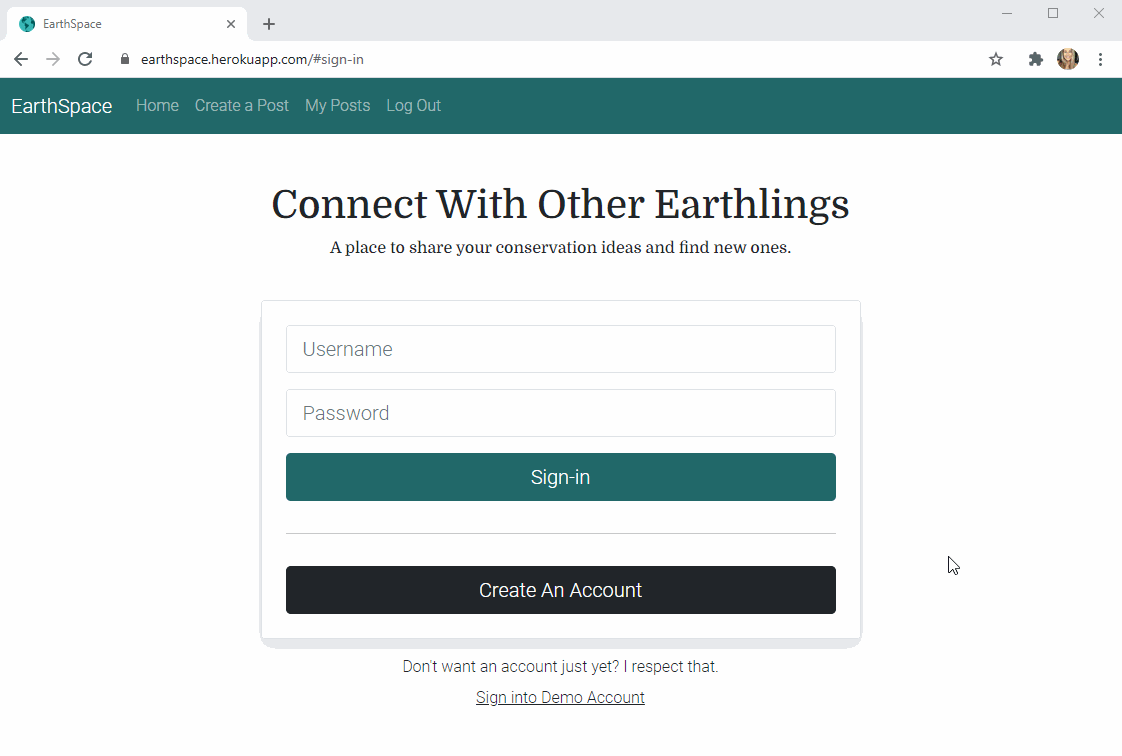 EarthSpace
earthspace.herokuapp.com/#sign-in
EarthSpace Home Create a Post My Posts Log Out
Connect With Other Earthlings
A place to share your conservation ideas and find new ones.
Username
Password
Sign-in
Create An Account
Don't want an account just yet? I respect that.
Sign into Demo Account